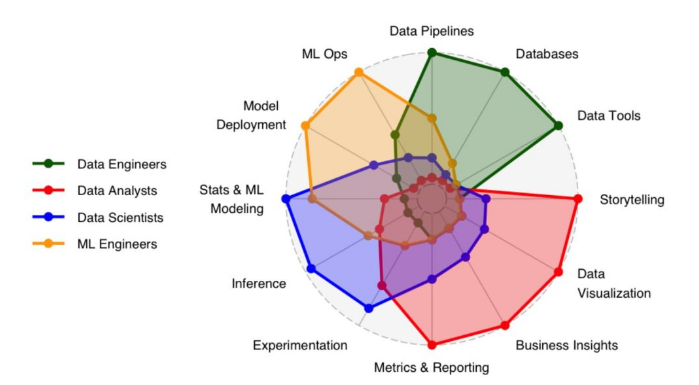 Data Pipelines
ML Ops
Databases
Model
Deployment
Data Tools
Data Engineers
Data Analysts
Data Scientists
ML Engineers
Stats & ML
Modeling
Storytelling
Inference
Data
Visualization
Experimentation
Business Insights
Metrics & Reporting